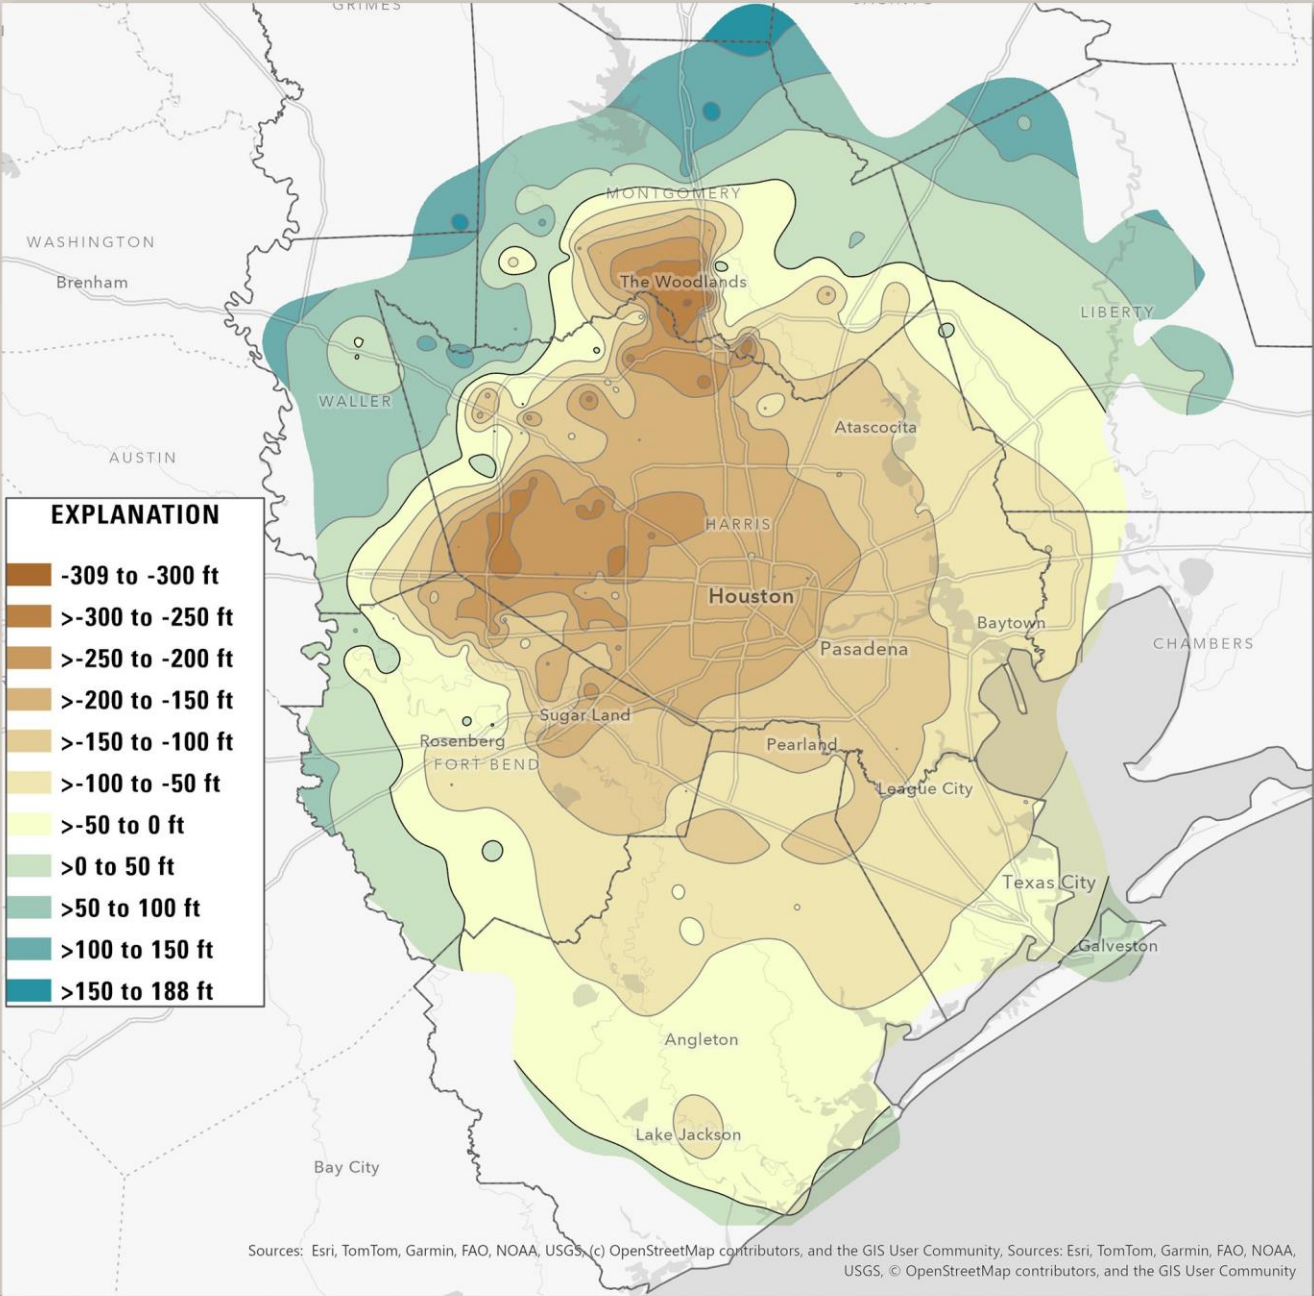 GRIMES
MONTGOMERY
WASHINGTON
Brenham
The Woodlands
LIBERTY
WALLER
Atascocita
AUSTIN
EXPLANATION
-309 to -300 ft
>-300 to -250 ft
>-250 to -200 ft
>-200 to -150 ft
>-150 to -100 ft
>-100 to -50 ft
>-50 to 0 ft
>0 to 50 ft
>50 to 100 ft
>100 to 150 ft
>150 to 188 ft
HARRIS
Houston
Baytown
CHAMBERS
Pasadena
Sugar Land
Rosenberg
Pearland
FORT BEND
League City
Texas City
Galveston
Angleton
Lake Jackson
Bay City
Sources: Esri, TomTom, Garmin, FAO, NOAA, USGS, (c) OpenStreetMap contributors, and the GIS User Community, Sources: Esri, TomTom, Garmin, FAO, NOAA,
USGS, © OpenStreetMap contributors, and the GIS User Community